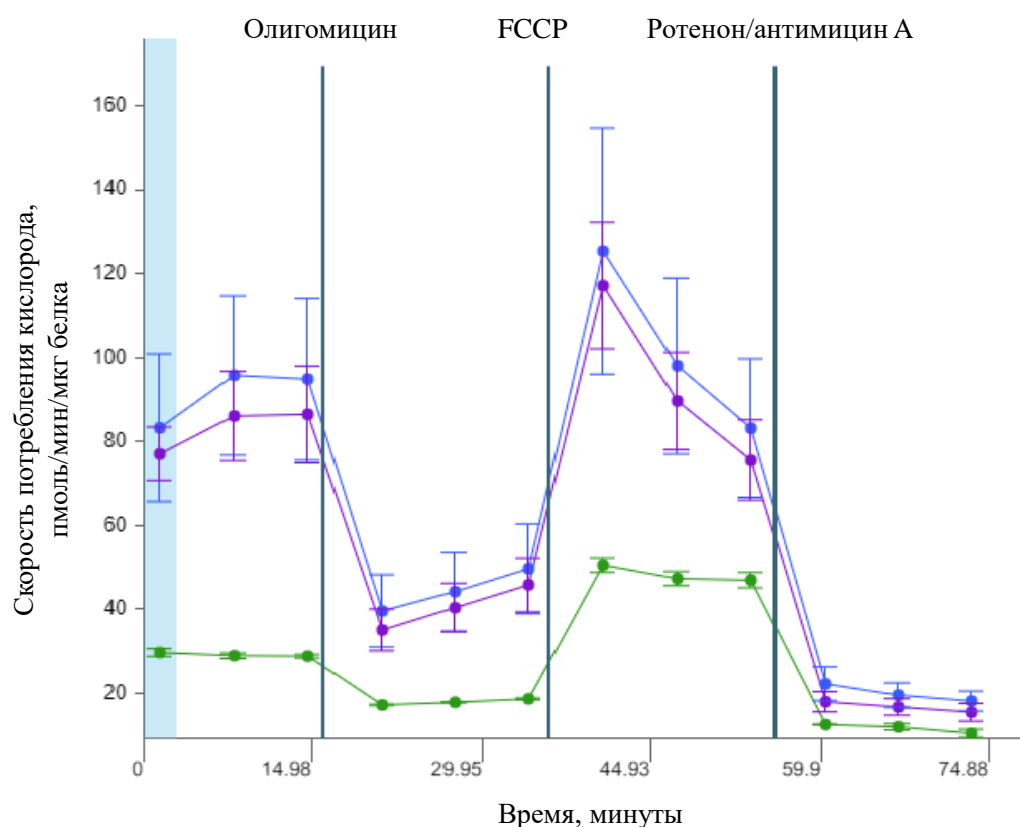 Олигомицин FCCP Ротенон/антимицин А
160
140
120
100
80
60
40
20
Скорость потребления кислорода,
пмоль/мин/мкг белка
0 14.98 29.95 44.93 59.9 74.88
Время, минуты